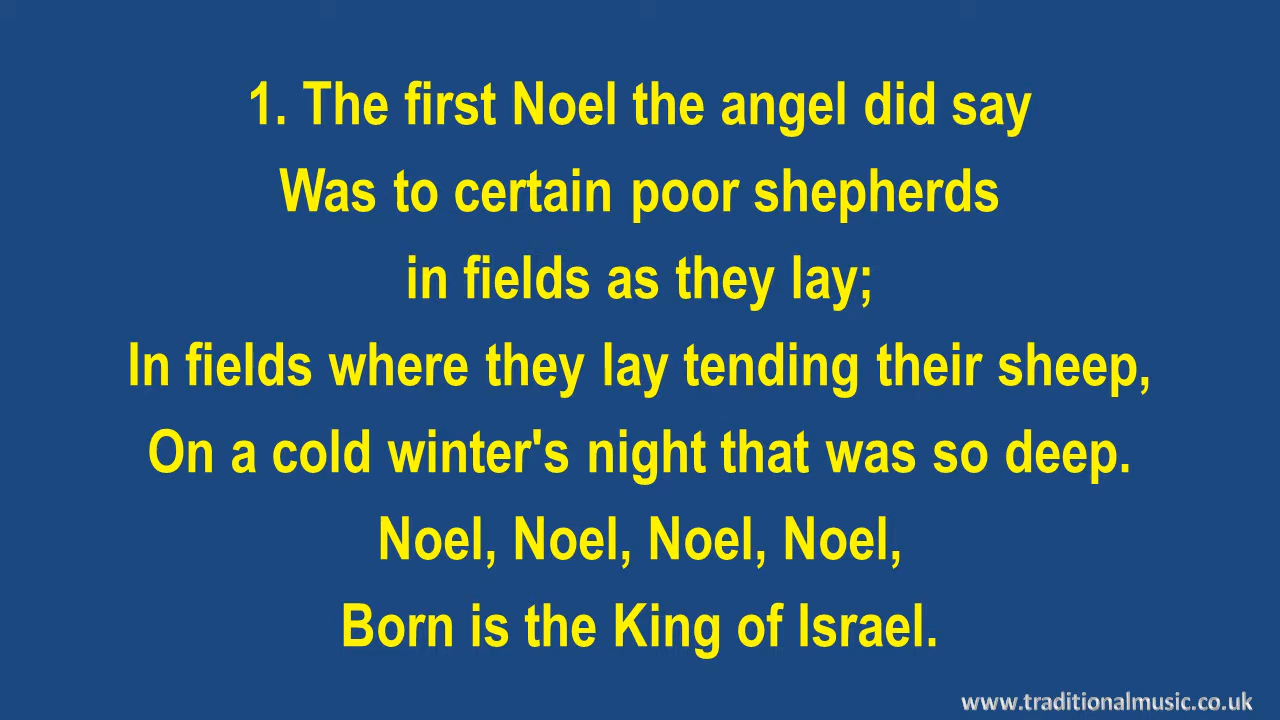 1. The first Noel the angel did say
Was to certain poor shepherds
in fields as they lay;
In fields where they lay tending their sheep,
On a cold winter's night that was so deep.
Noel, Noel, Noel, Noel,
Born is the King of Israel.
www.traditionalmusic.co.uk